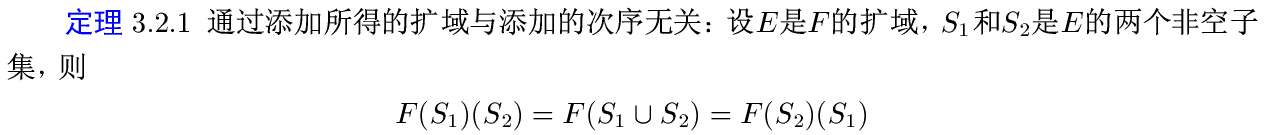 定理 3.2.1 通过添加所得的扩域与添加的次序无关：设E是F的扩域，S₁和S₂是E的两个非空子
集，则
F(S₁)(S₂) = F(S₁ ∪ S₂) = F(S₂)(S₁)